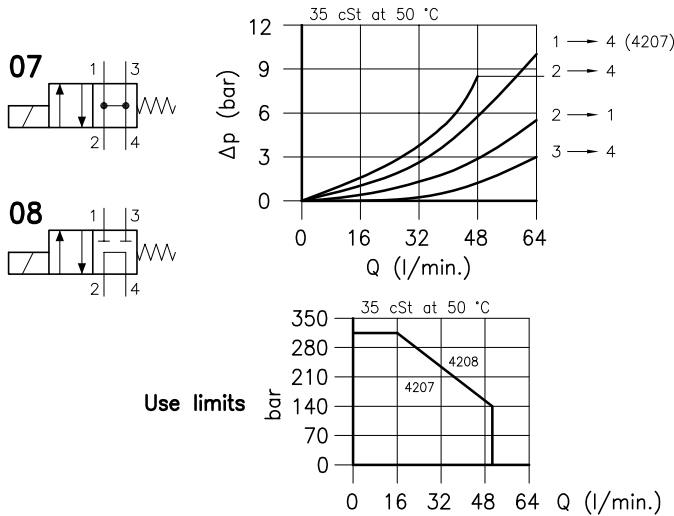 35 cSt at 50 °C
12
9
6
3
0
Δp (bar)
0 16 32 48 64
Q (l/min.)
1 → 4 (4207)
2 → 4
2 → 1
3 → 4
07
1 3
2 4
08
1 3
2 4
35 cSt at 50 °C
350
280
210
140
70
0
bar
Use limits
4208
4207
0 16 32 48 64 Q (l/min.)